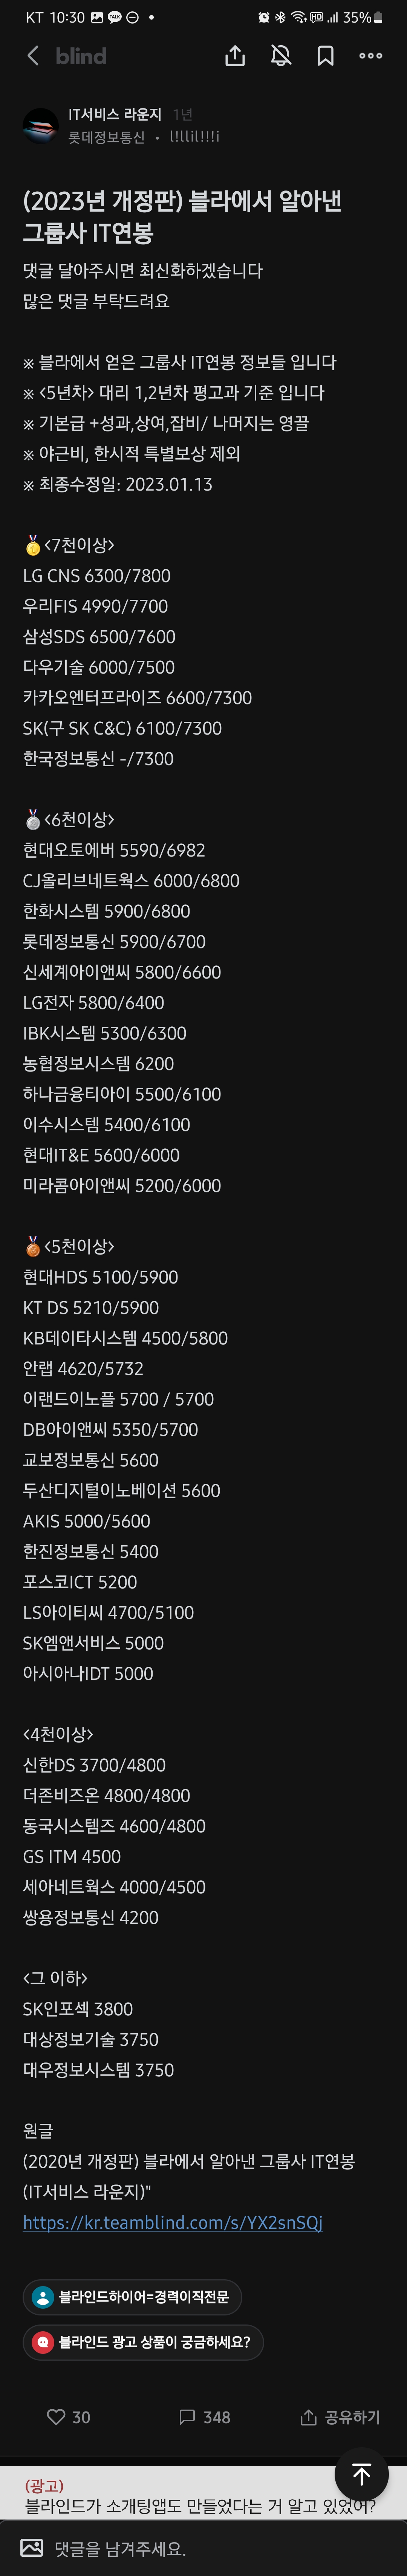 KT 10:30 35%
blind
IT서비스 라운지 1년
롯데정보통신 • l!llil!!!i
(2023년 개정판) 블라에서 알아낸
그룹사 IT연봉
댓글 달아주시면 최신화하겠습니다
많은 댓글 부탁드려요
※ 블라에서 얻은 그룹사 IT연봉 정보들 입니다
※ <5년차> 대리 1,2년차 평고과 기준 입니다
※ 기본급 +성과,상여,잡비/ 나머지는 영끌
※ 야근비, 한시적 특별보상 제외
※ 최종수정일: 2023.01.13
🥇<7천이상>
LG CNS 6300/7800
우리FIS 4990/7700
삼성SDS 6500/7600
다우기술 6000/7500
카카오엔터프라이즈 6600/7300
SK(구 SK C&C) 6100/7300
한국정보통신 -/7300
🥈<6천이상>
현대오토에버 5590/6982
CJ올리브네트웍스 6000/6800
한화시스템 5900/6800
롯데정보통신 5900/6700
신세계아이앤씨 5800/6600
LG전자 5800/6400
IBK시스템 5300/6300
농협정보시스템 6200
하나금융티아이 5500/6100
이수시스템 5400/6100
현대IT&E 5600/6000
미라콤아이앤씨 5200/6000
🥉<5천이상>
현대HDS 5100/5900
KT DS 5210/5900
KB데이타시스템 4500/5800
안랩 4620/5732
이랜드이노플 5700 / 5700
DB아이앤씨 5350/5700
교보정보통신 5600
두산디지털이노베이션 5600
AKIS 5000/5600
한진정보통신 5400
포스코ICT 5200
LS아이티씨 4700/5100
SK엠앤서비스 5000
아시아나IDT 5000
<4천이상>
신한DS 3700/4800
더존비즈온 4800/4800
동국시스템즈 4600/4800
GS ITM 4500
세아네트웍스 4000/4500
쌍용정보통신 4200
<그 이하>
SK인포섹 3800
대상정보기술 3750
대우정보시스템 3750
원글
(2020년 개정판) 블라에서 알아낸 그룹사 IT연봉
(IT서비스 라운지)"
https://kr.teamblind.com/s/YX2snSQj
블라인드하이어=경력이직전문
블라인드 광고 상품이 궁금하세요?
30 348 공유하기
(광고)
블라인드가 소개팅앱도 만들었다는 거 알고 있었어?
댓글을 남겨주세요.